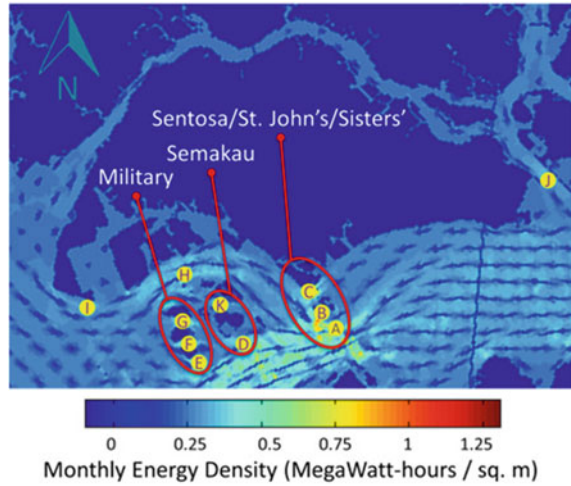 N
Sentosa/St. John's/Sisters'
Semakau
Military
J
H
C
K
I
G
B
A
F
D
E
0 0.25 0.5 0.75 1 1.25
Monthly Energy Density (MegaWatt-hours / sq. m)